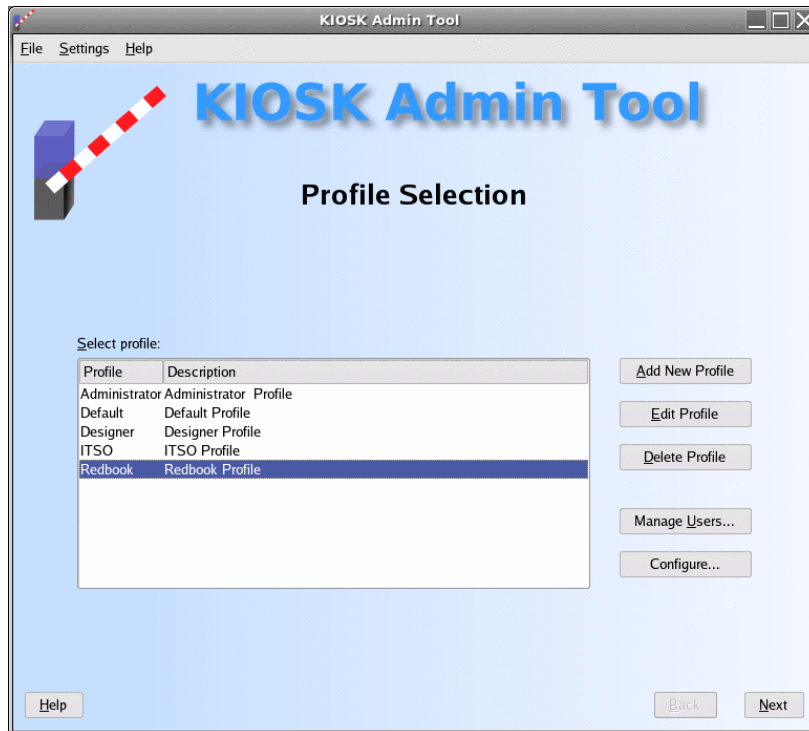 KIOSK Admin Tool
File Settings Help
KIOSK Admin Tool
Profile Selection
Select profile:
Profile Description
Administrator Administrator Profile
Default Default Profile
Designer Designer Profile
ITSO ITSO Profile
Redbook Redbook Profile
Add New Profile
Edit Profile
Delete Profile
Manage Users...
Configure...
Help Back Next